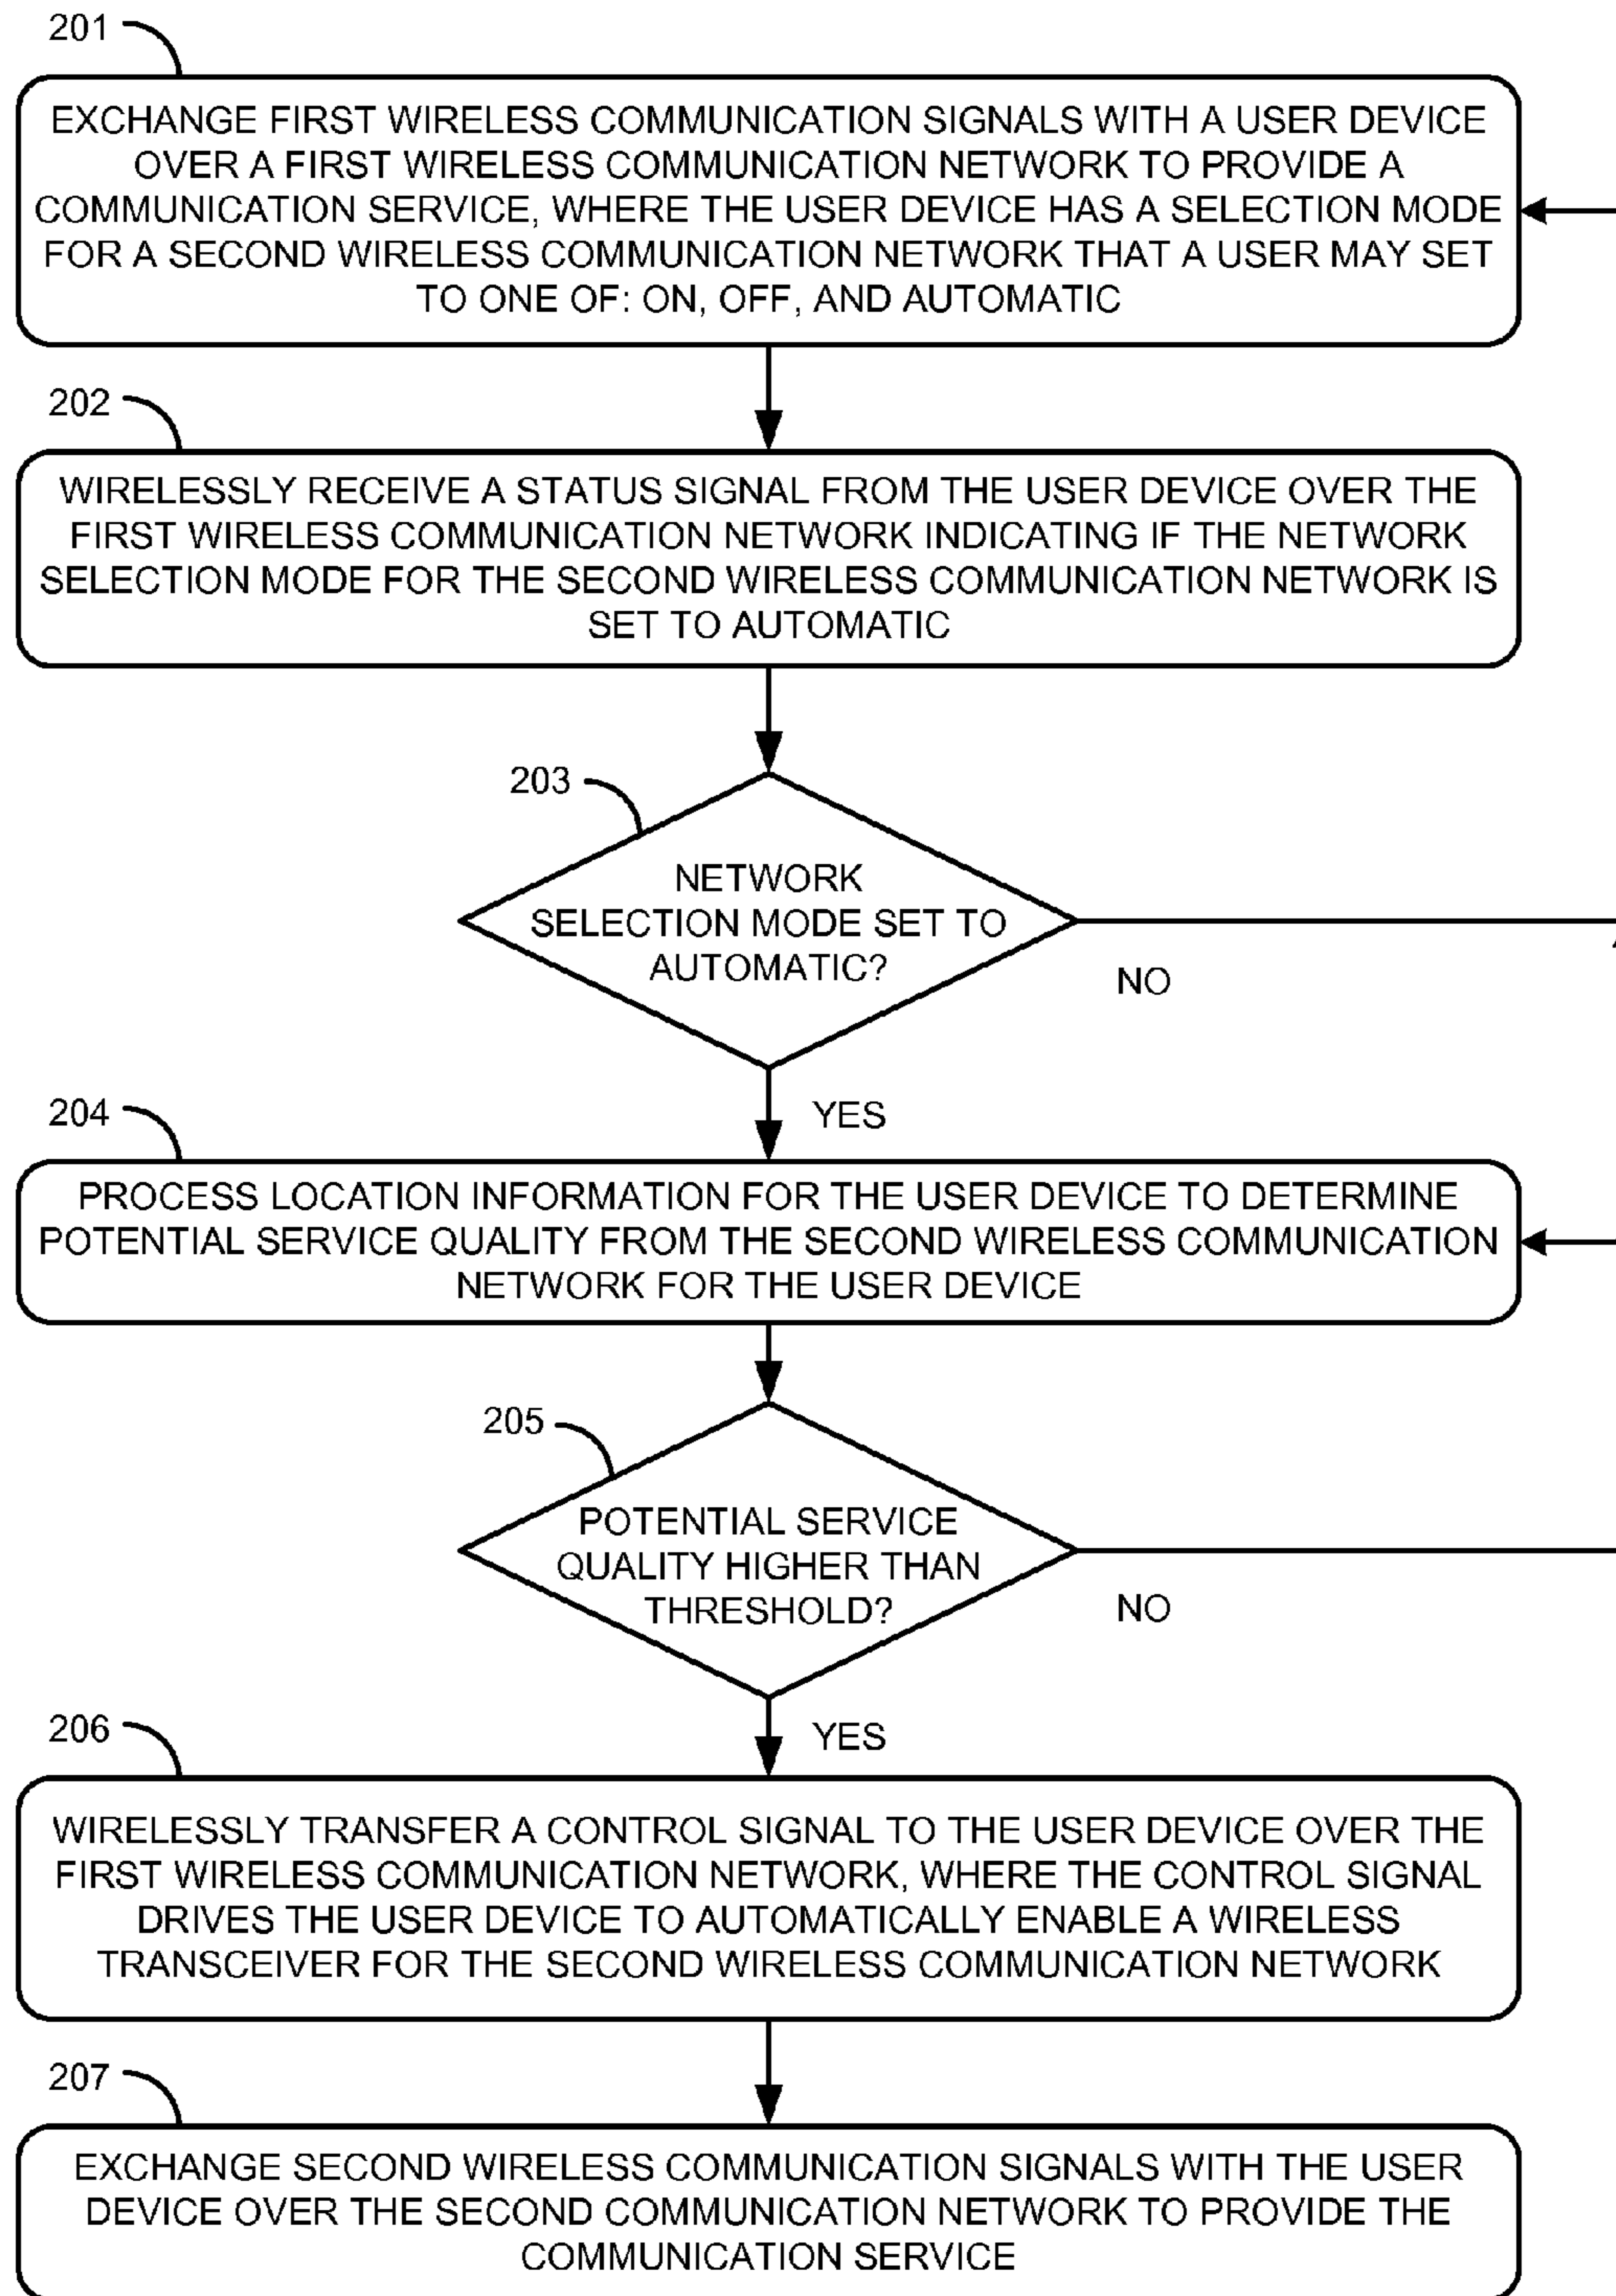 201
EXCHANGE FIRST WIRELESS COMMUNICATION SIGNALS WITH A USER DEVICE
OVER A FIRST WIRELESS COMMUNICATION NETWORK TO PROVIDE A
COMMUNICATION SERVICE, WHERE THE USER DEVICE HAS A SELECTION MODE
FOR A SECOND WIRELESS COMMUNICATION NETWORK THAT A USER MAY SET
TO ONE OF: ON, OFF, AND AUTOMATIC
202
WIRELESSLY RECEIVE A STATUS SIGNAL FROM THE USER DEVICE OVER THE
FIRST WIRELESS COMMUNICATION NETWORK INDICATING IF THE NETWORK
SELECTION MODE FOR THE SECOND WIRELESS COMMUNICATION NETWORK IS
SET TO AUTOMATIC
203
NETWORK
SELECTION MODE SET TO
AUTOMATIC?
NO
YES
204
PROCESS LOCATION INFORMATION FOR THE USER DEVICE TO DETERMINE
POTENTIAL SERVICE QUALITY FROM THE SECOND WIRELESS COMMUNICATION
NETWORK FOR THE USER DEVICE
205
POTENTIAL SERVICE
QUALITY HIGHER THAN
THRESHOLD?
NO
YES
206
WIRELESSLY TRANSFER A CONTROL SIGNAL TO THE USER DEVICE OVER THE
FIRST WIRELESS COMMUNICATION NETWORK, WHERE THE CONTROL SIGNAL
DRIVES THE USER DEVICE TO AUTOMATICALLY ENABLE A WIRELESS
TRANSCEIVER FOR THE SECOND WIRELESS COMMUNICATION NETWORK
207
EXCHANGE SECOND WIRELESS COMMUNICATION SIGNALS WITH THE USER
DEVICE OVER THE SECOND COMMUNICATION NETWORK TO PROVIDE THE
COMMUNICATION SERVICE